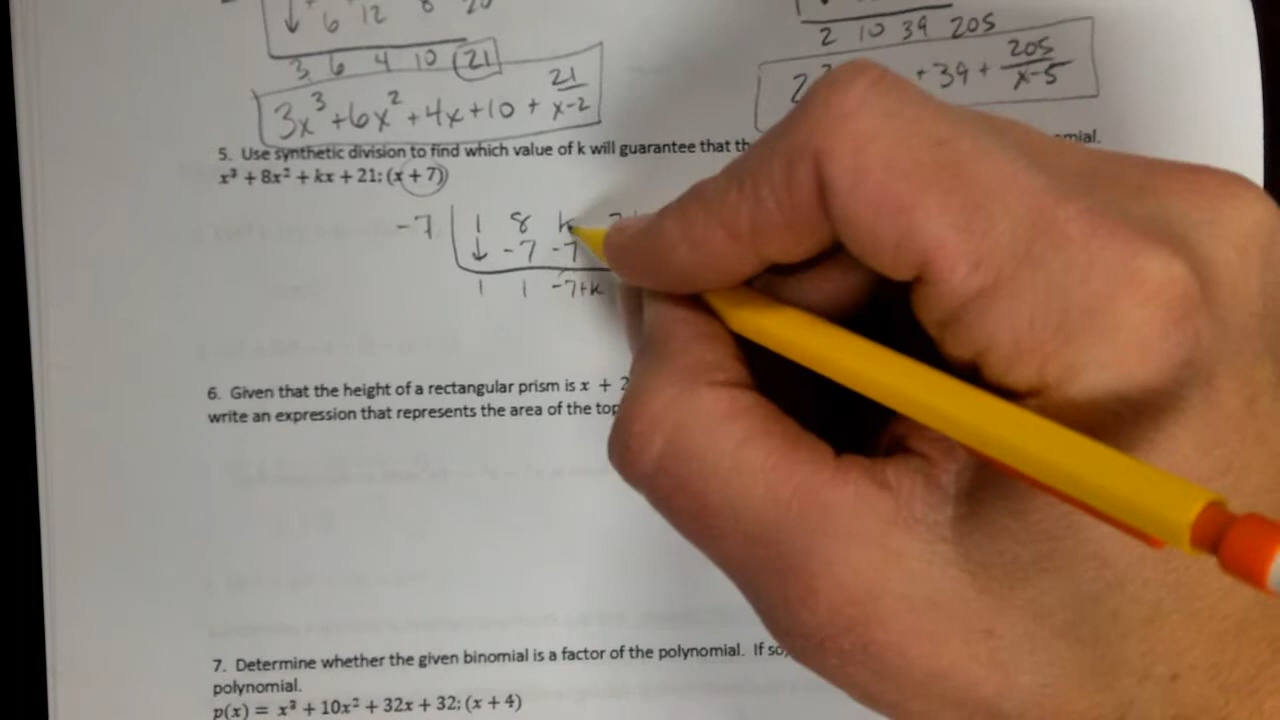 6 12 8 20
3 6 4 10 21
3x³+6x²+4x+10 + 21/x-2
2 10 39 205
+39+ 205/x-5
5. Use synthetic division to find which value of k will guarantee that
x³ + 8x² + kx + 21; (x + 7)
-7 1 8 k
↓ -7 -7
1 1 -7+k
6. Given that the height of a rectangular prism is x + 2
write an expression that represents the area of the top
7. Determine whether the given binomial is a factor of the polynomial. If so,
polynomial.
p(x) = x³ + 10x² + 32x + 32; (x + 4)